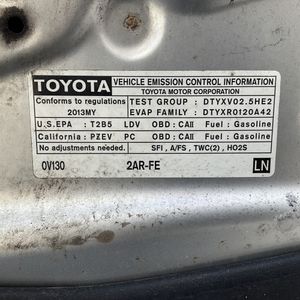 TOYOTA VEHICLE EMISSION CONTROL INFORMATION
TOYOTA MOTOR CORPORATION
Conforms to regulations TEST GROUP : DTYXV02.5HE2
2013MY EVAP FAMILY : DTYXR0120A42
U.S.EPA : T2B5 LDV OBD : CAII Fuel : Gasoline
California : PZEV PC OBD : CAII Fuel : Gasoline
No adjustments needed. SFI , A/FS , TWC(2) , HO2S
0V130 2AR-FE LN